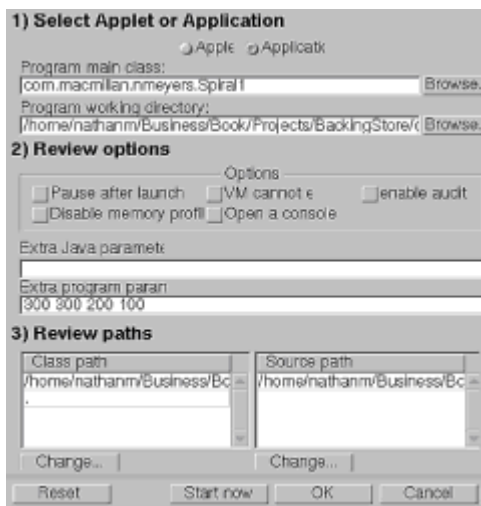 1) Select Applet or Application
Apple Applicatic
Program main class:
com.macmillan.nmeyers.Spiral1 Browse.
Program working directory:
/home/nathanm/Business/Book/Projects/BackingStore/c Browse.
2) Review options
Options
Pause after launch VM cannot e enable audit
Disable memory profil Open a console
Extra Java paramete
Extra program param
300 300 200 100
3) Review paths
Class path Source path
/home/nathanm/Business/Bc /home/nathanm/Business/Bc
.
Change... Change...
Reset Start now OK Cancel